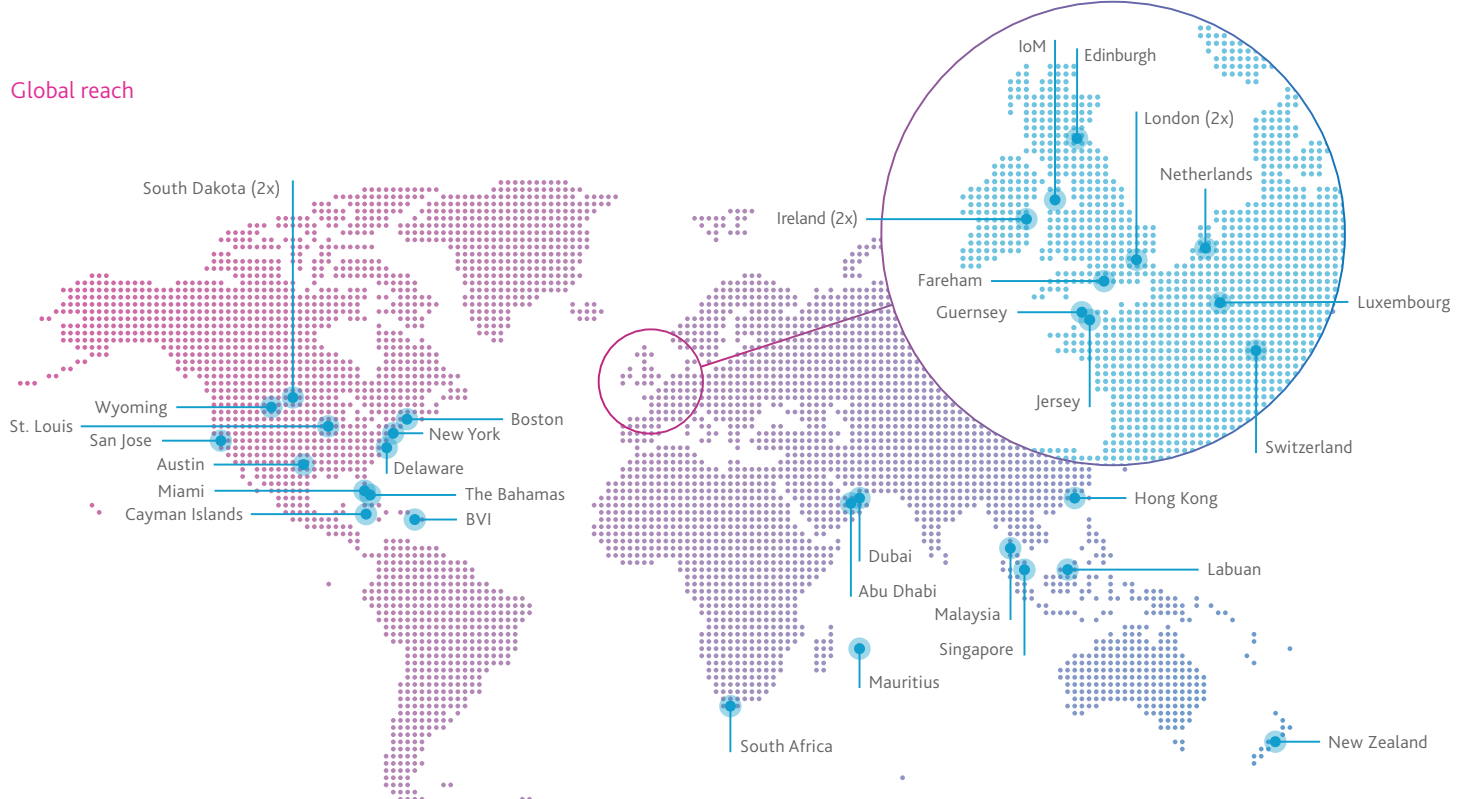 Global reach
IoM
Edinburgh
London (2x)
Netherlands
South Dakota (2x)
Ireland (2x)
Fareham
Guernsey
Luxembourg
Jersey
Switzerland
Wyoming
St. Louis
San Jose
Austin
Miami
Cayman Islands
Boston
New York
Delaware
The Bahamas
BVI
Hong Kong
Dubai
Abu Dhabi
Labuan
Malaysia
Singapore
Mauritius
South Africa
New Zealand